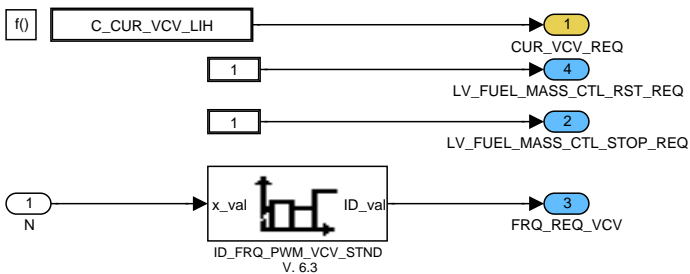 f()
C_CUR_VCV_LIH
1
CUR_VCV_REQ
1
4
LV_FUEL_MASS_CTL_RST_REQ
1
2
LV_FUEL_MASS_CTL_STOP_REQ
1
N
x_val
ID_val
ID_FRQ_PWM_VCV_STND
V. 6.3
3
FRQ_REQ_VCV